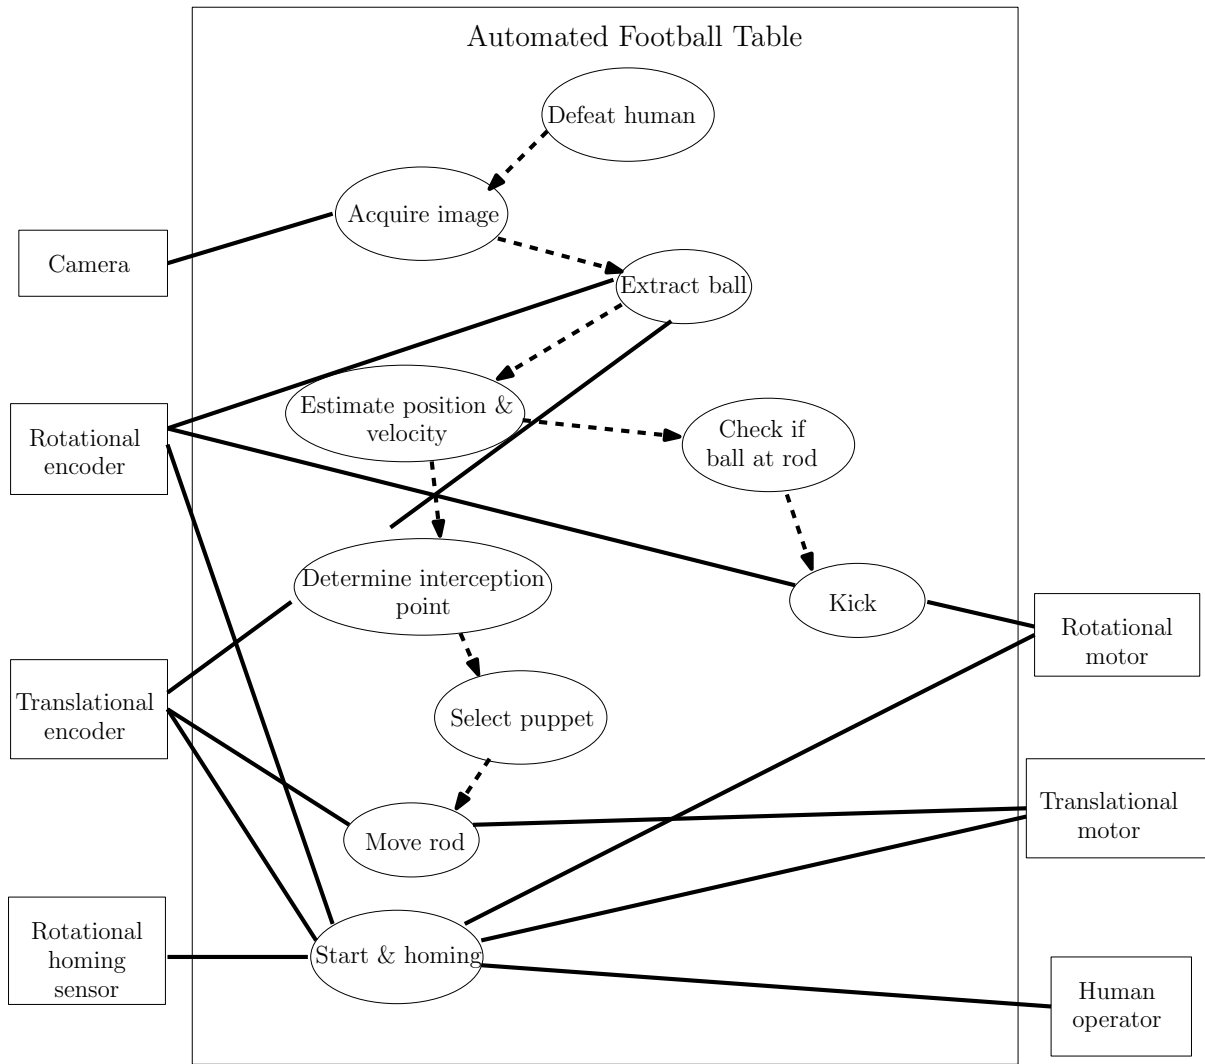 Automated Football Table
Defeat human
Acquire image
Camera
Extract ball
Estimate position &
velocity
Check if
ball at rod
Rotational
encoder
Determine interception
point
Kick
Rotational
motor
Translational
encoder
Select puppet
Translational
motor
Move rod
Rotational
homing
sensor
Start & homing
Human
operator